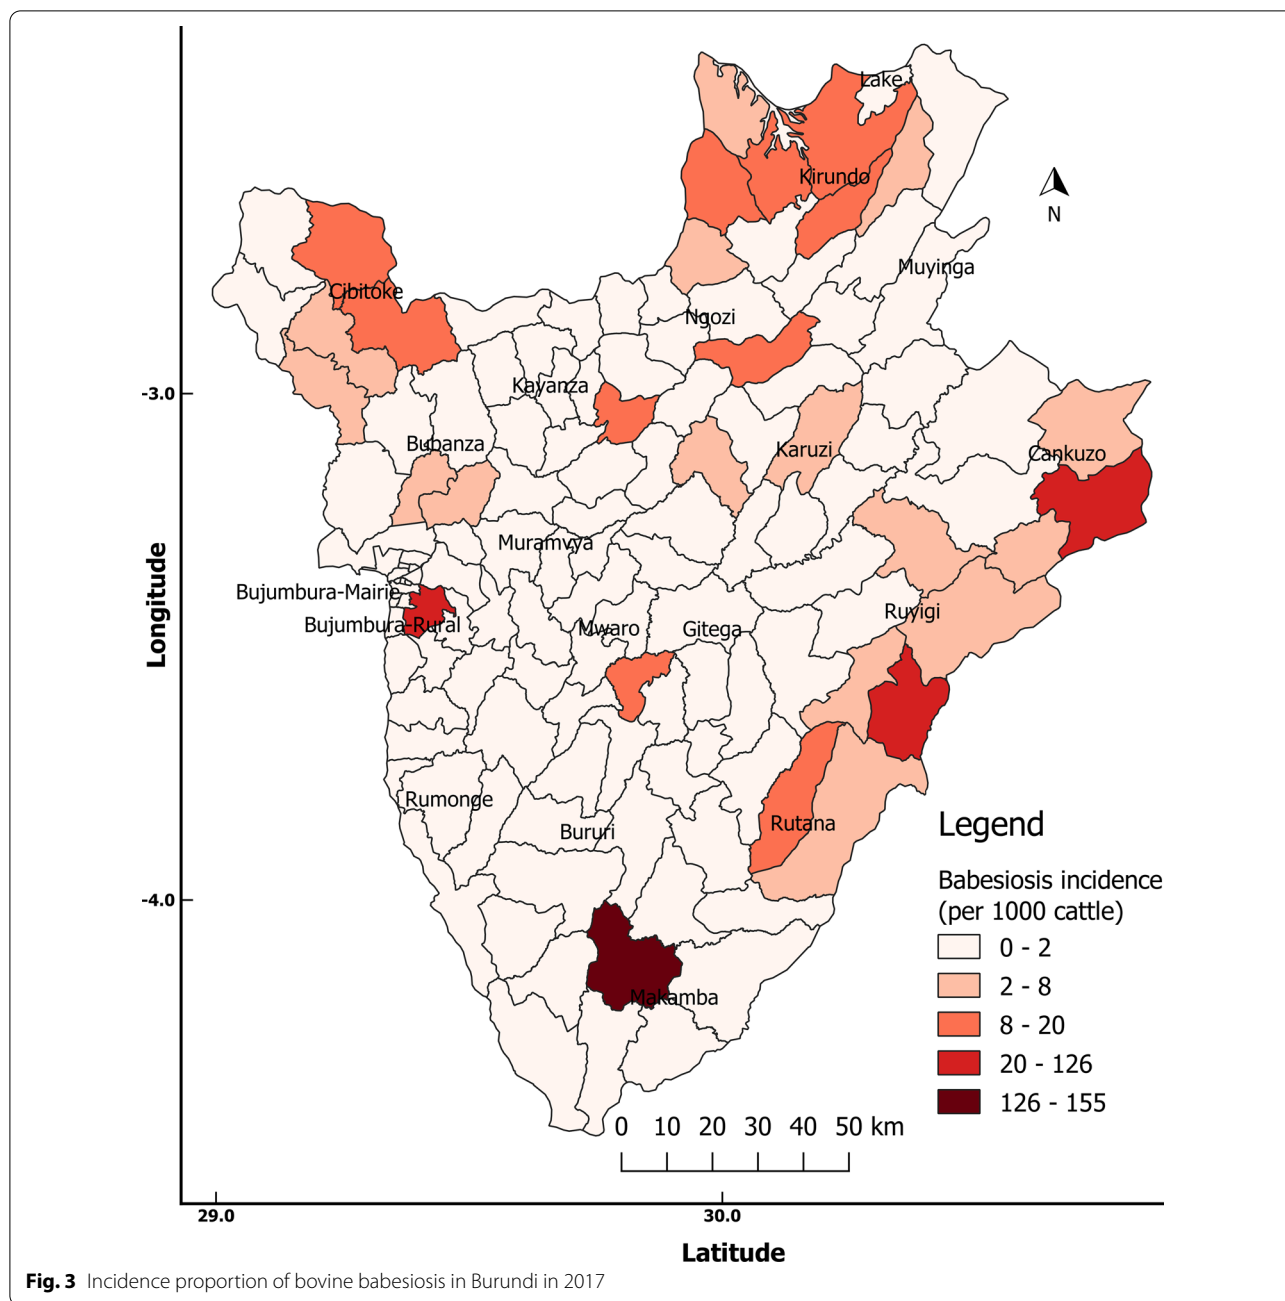 Lake
Kirundo
N
Muyinga
Cibitoke
Ngozi
Kayanza
-3.0
Bubanza
Karuzi
Cankuzo
Muramvya
Bujumbura-Mairie
Ruyigi
Bujumbura-Rural
Mwaro
Gitega
Longitude
Rumonge
Rutana
Bururi
Legend
Babesiosis incidence
(per 1000 cattle)
-4.0
0 - 2
2 - 8
Makamba
8 - 20
20 - 126
126 - 155
0 10 20 30 40 50 km
29.0 30.0
Latitude
Fig. 3 Incidence proportion of bovine babesiosis in Burundi in 2017